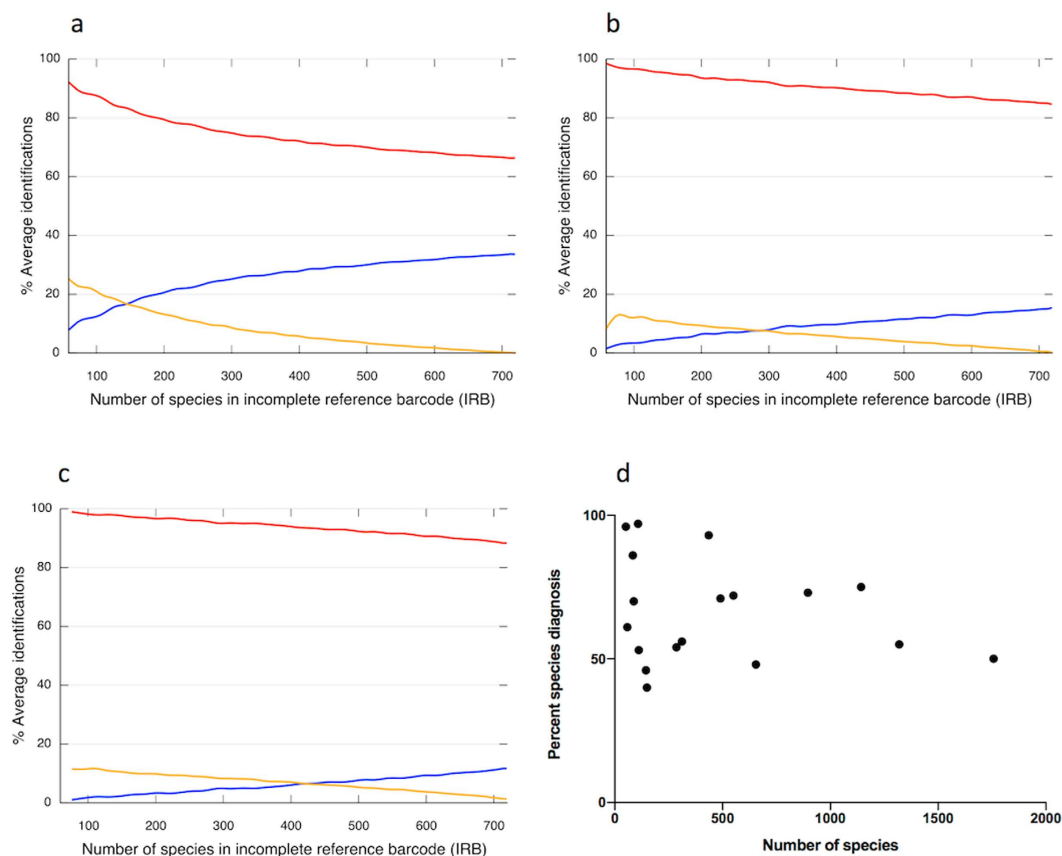 a
100
80
60
40
20
0
% Average identifications
100 200 300 400 500 600 700
Number of species in incomplete reference barcode (IRB)
b
100
80
60
40
20
0
% Average identifications
100 200 300 400 500 600 700
Number of species in incomplete reference barcode (IRB)
c
100
80
60
40
20
0
% Average identifications
100 200 300 400 500 600 700
Number of species in incomplete reference barcode (IRB)
d
100
50
0
Percent species diagnosis
0 500 1000 1500 2000
Number of species